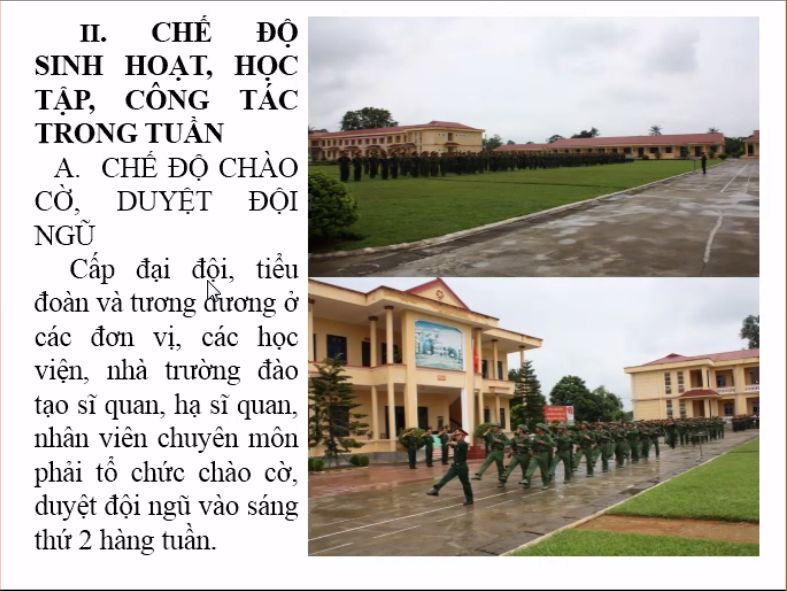 II. CHẾ ĐỘ
SINH HOẠT, HỌC
TẬP, CÔNG TÁC
TRONG TUẦN
A. CHẾ ĐỘ CHÀO
CỜ, DUYỆT ĐỘI
NGŨ
Cấp đại đội, tiểu
đoàn và tương đương ở
các đơn vị, các học
viện, nhà trường đào
tạo sĩ quan, hạ sĩ quan,
nhân viên chuyên môn
phải tổ chức chào cờ,
duyệt đội ngũ vào sáng
thứ 2 hàng tuần.